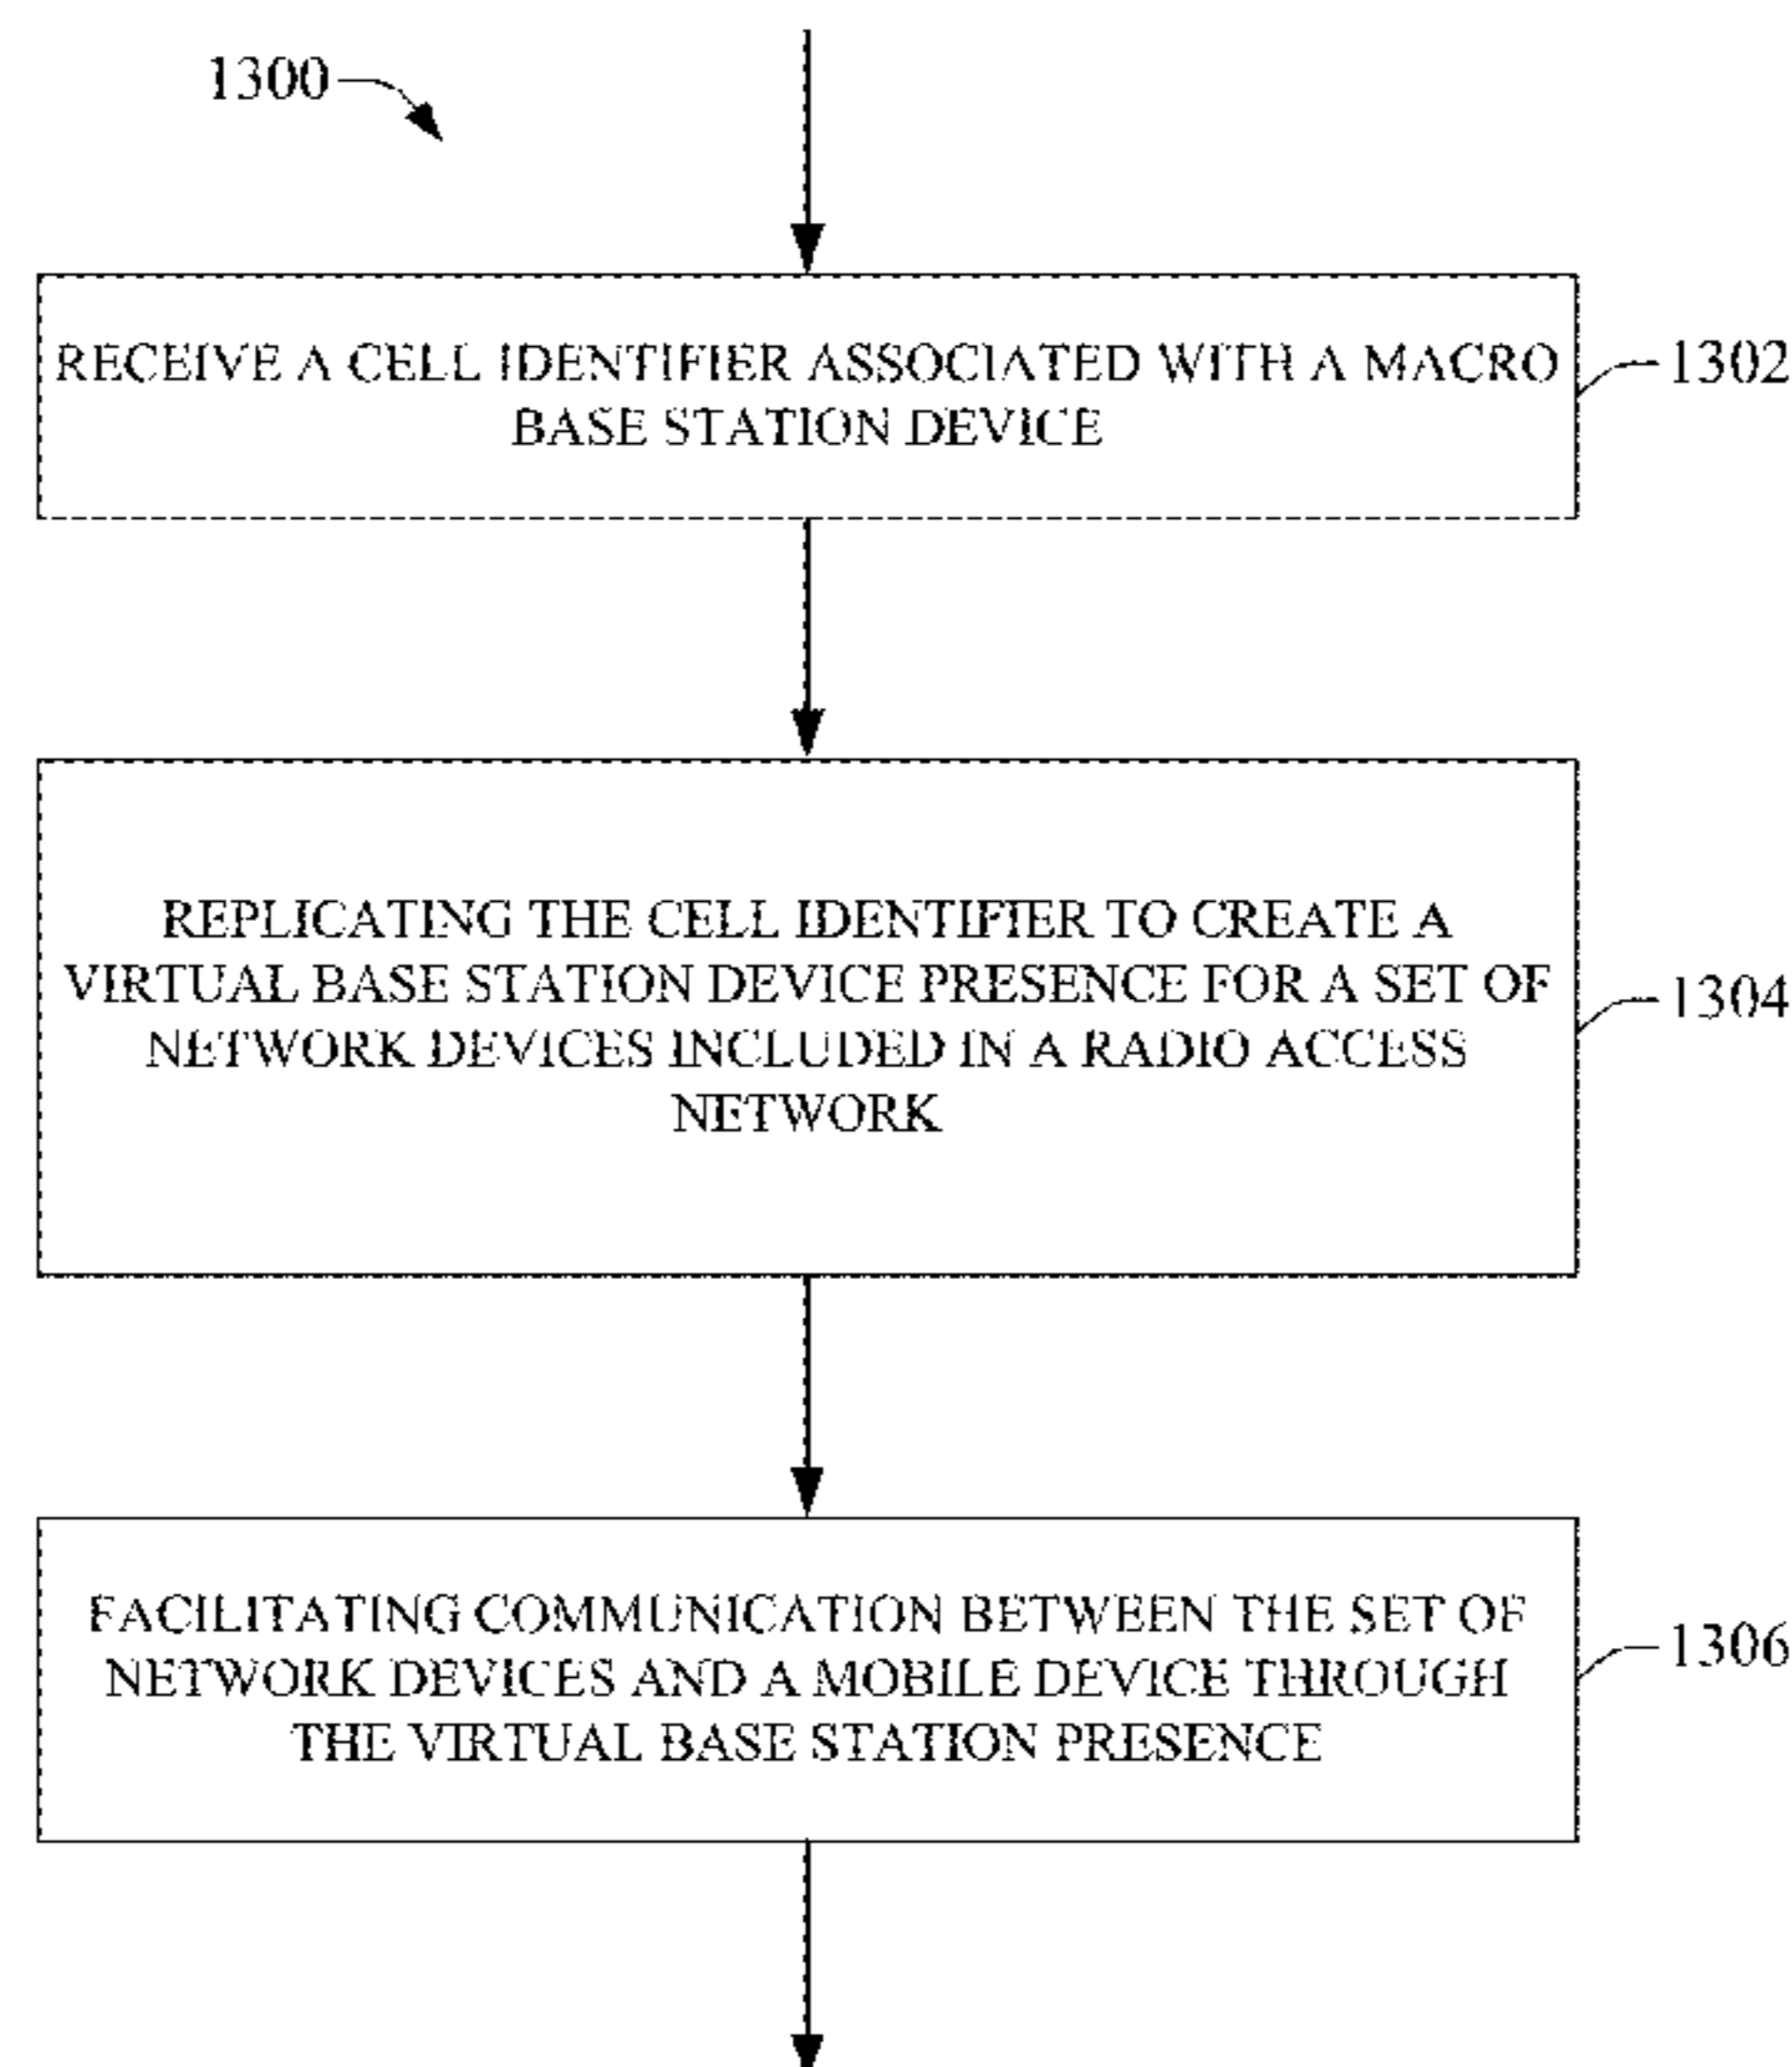 1300
RECEIVE A CELL IDENTIFIER ASSOCIATED WITH A MACRO
BASE STATION DEVICE
1302
REPLICATING THE CELL IDENTIFIER TO CREATE A
VIRTUAL BASE STATION DEVICE PRESENCE FOR A SET OF
NETWORK DEVICES INCLUDED IN A RADIO ACCESS
NETWORK
1304
FACILITATING COMMUNICATION BETWEEN THE SET OF
NETWORK DEVICES AND A MOBILE DEVICE THROUGH
THE VIRTUAL BASE STATION PRESENCE
1306